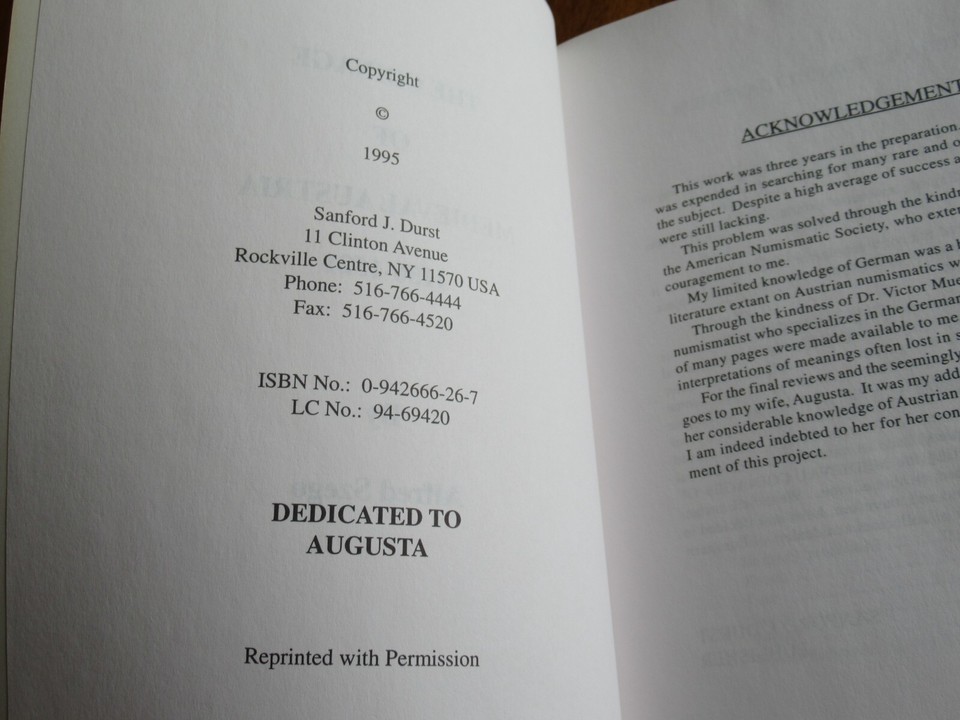 Copyright
©
1995
Sanford J. Durst
11 Clinton Avenue
Rockville Centre, NY 11570 USA
Phone: 516-766-4444
Fax: 516-766-4520
ISBN No.: 0-942666-26-7
LC No.: 94-69420
DEDICATED TO
AUGUSTA
Reprinted with Permission
ACKNOWLEDGEMENT
This work was three years in the preparation.
was expended in searching for many rare and o
the subject. Despite a high average of success a
were still lacking.
This problem was solved through the kindn
the American Numismatic Society, who exten
couragement to me.
My limited knowledge of German was a h
literature extant on Austrian numismatics w
Through the kindness of Dr. Victor Mue
numismatist who specializes in the German
of many pages were made available to me
interpretations of meanings often lost in s
For the final reviews and the seemingly
goes to my wife, Augusta. It was my add
her considerable knowledge of Austrian
I am indeed indebted to her for her con
ment of this project.